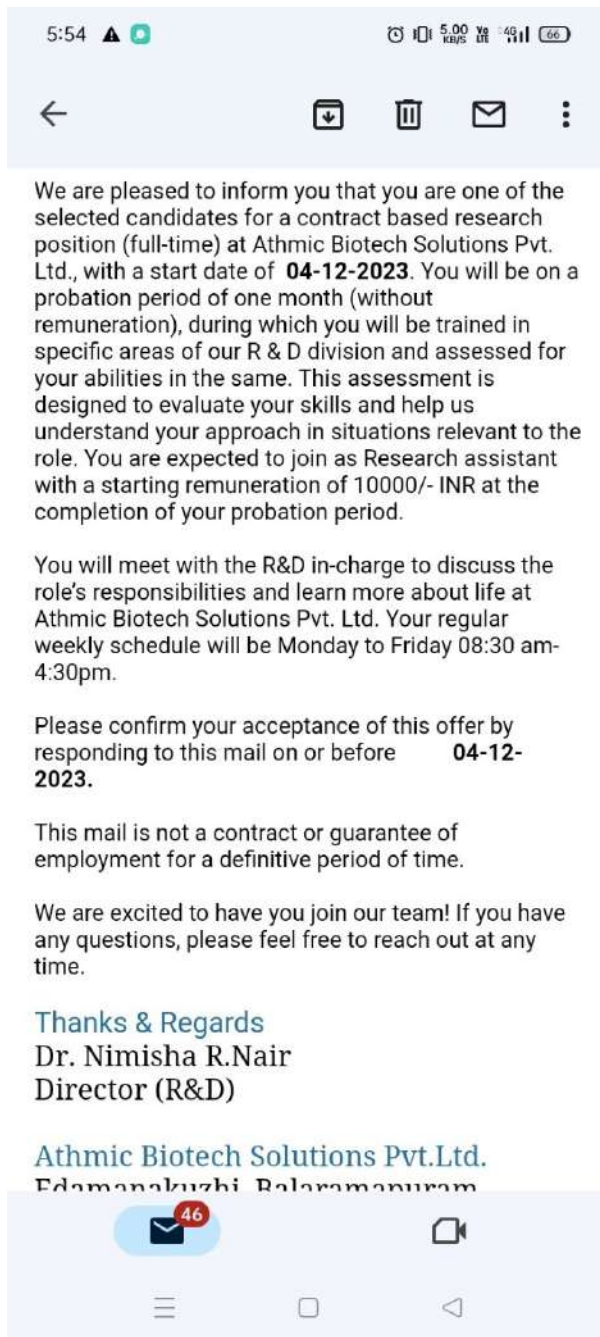 5:54
5.00
KB/S
Vo
LTE
4G
66
We are pleased to inform you that you are one of the
selected candidates for a contract based research
position (full-time) at Athmic Biotech Solutions Pvt.
Ltd., with a start date of 04-12-2023. You will be on a
probation period of one month (without
remuneration), during which you will be trained in
specific areas of our R & D division and assessed for
your abilities in the same. This assessment is
designed to evaluate your skills and help us
understand your approach in situations relevant to the
role. You are expected to join as Research assistant
with a starting remuneration of 10000/- INR at the
completion of your probation period.
You will meet with the R&D in-charge to discuss the
role’s responsibilities and learn more about life at
Athmic Biotech Solutions Pvt. Ltd. Your regular
weekly schedule will be Monday to Friday 08:30 am-
4:30pm.
Please confirm your acceptance of this offer by
responding to this mail on or before 04-12-
2023.
This mail is not a contract or guarantee of
employment for a definitive period of time.
We are excited to have you join our team! If you have
any questions, please feel free to reach out at any
time.
Thanks & Regards
Dr. Nimisha R.Nair
Director (R&D)
Athmic Biotech Solutions Pvt.Ltd.
Edamanakuzhi, Balaramapuram
46